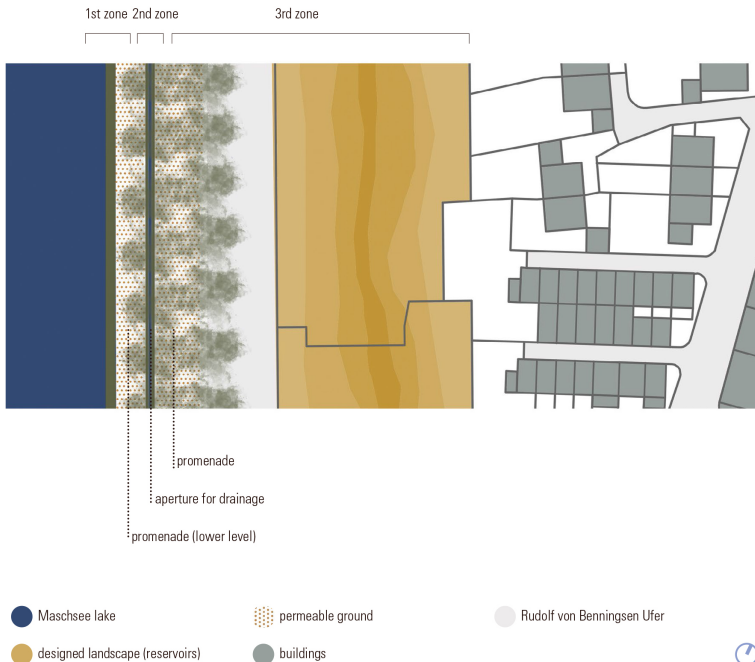 1st zone 2nd zone 3rd zone
promenade
aperture for drainage
promenade (lower level)
Maschsee lake permeable ground Rudolf von Benningsen Ufer
designed landscape (reservoirs) buildings